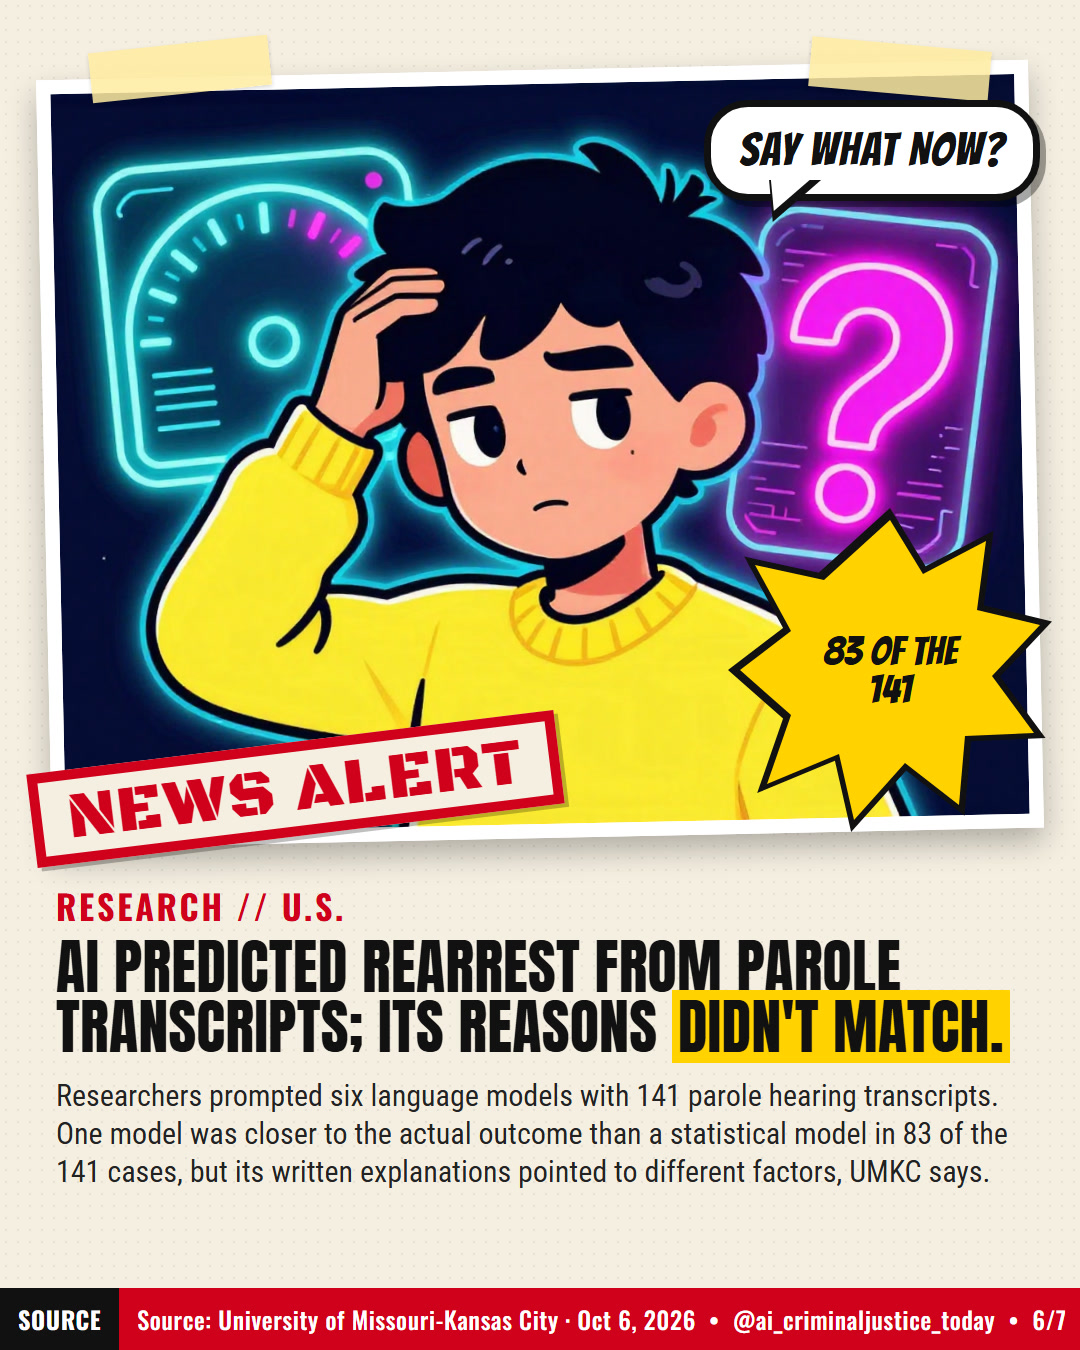 SAY WHAT NOW?
83 OF THE
141
NEWS ALERT
RESEARCH // U.S.
AI PREDICTED REARREST FROM PAROLE
TRANSCRIPTS; ITS REASONS DIDN'T MATCH.
Researchers prompted six language models with 141 parole hearing transcripts.
One model was closer to the actual outcome than a statistical model in 83 of the
141 cases, but its written explanations pointed to different factors, UMKC says.
SOURCE Source: University of Missouri-Kansas City · Oct 6, 2026 • @ai_criminaljustice_today • 6/7